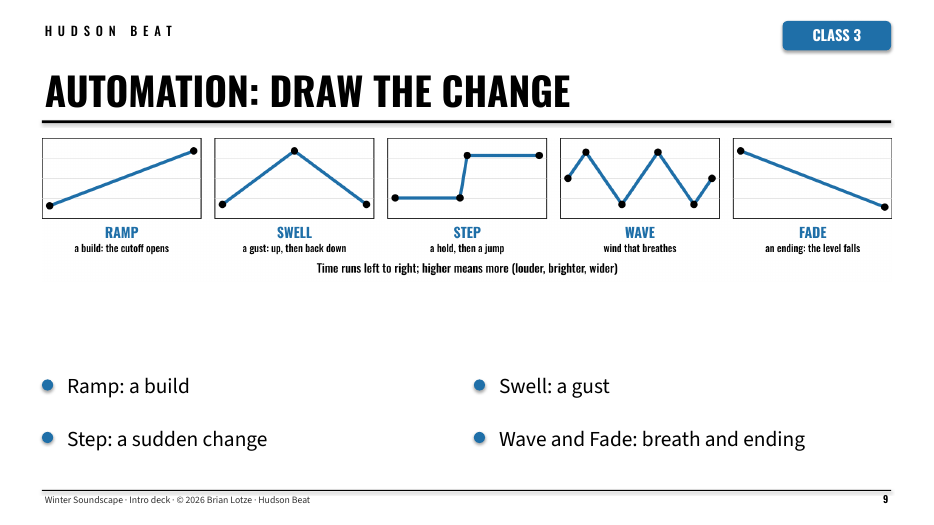 HUDSON BEAT
CLASS 3
AUTOMATION: DRAW THE CHANGE
RAMP
a build: the cutoff opens
SWELL
a gust: up, then back down
STEP
a hold, then a jump
WAVE
wind that breathes
FADE
an ending: the level falls
Time runs left to right; higher means more (louder, brighter, wider)
Ramp: a build
Swell: a gust
Step: a sudden change
Wave and Fade: breath and ending
Winter Soundscape · Intro deck · © 2026 Brian Lotze · Hudson Beat
9